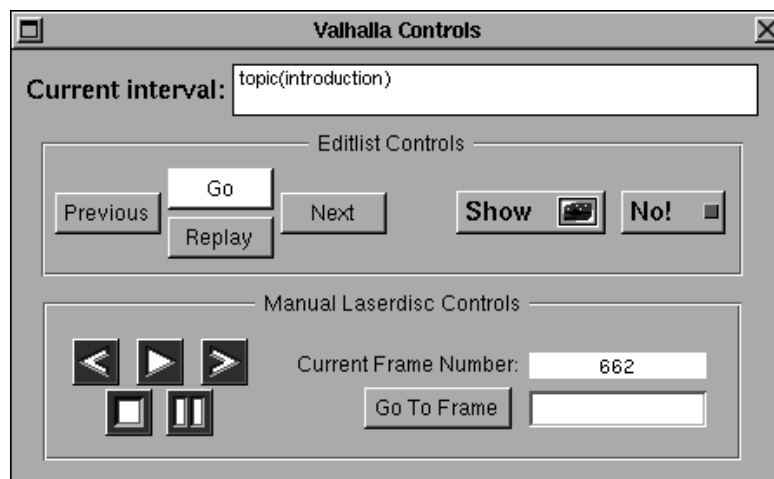 Valhalla Controls
Current interval: topic(introduction)
Editlist Controls
Previous
Go
Replay
Next
Show
No!
Manual Laserdisc Controls
Current Frame Number: 662
Go To Frame